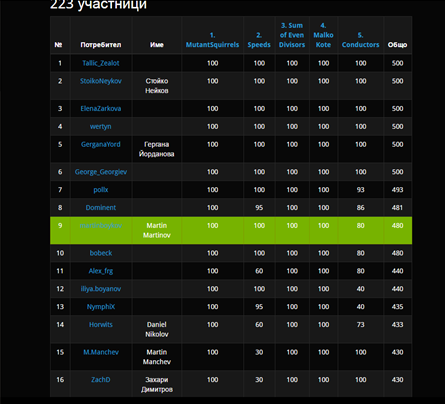 223 участници
№ Потребител Име 1. MutantSquirrels 2. Speeds 3. Sum of Even Divisors 4. Malko Kote 5. Conductors Общо
1 Tallic_Zealot 100 100 100 100 100 500
2 StoikoNeykov Стойко Нейков 100 100 100 100 100 500
3 ElenaZarkova 100 100 100 100 100 500
4 wertyn 100 100 100 100 100 500
5 GerganaYord Гергана Йорданова 100 100 100 100 100 500
6 George_Georgiev 100 100 100 100 100 500
7 pollx 100 100 100 100 93 493
8 Dominent 100 95 100 100 86 481
9 Martin Martinov 100 100 100 100 80 480
10 bobeck 100 100 100 100 80 480
11 Alex_frg 100 60 100 100 80 440
12 iliya.boyanov 100 100 100 100 40 440
13 NymphiX 100 95 100 100 40 435
14 Horwits Daniel Nikolov 100 60 100 100 73 433
15 M.Manchev Martin Manchev 100 30 100 100 100 430
16 ZachD Захари Димитров 100 30 100 100 100 430